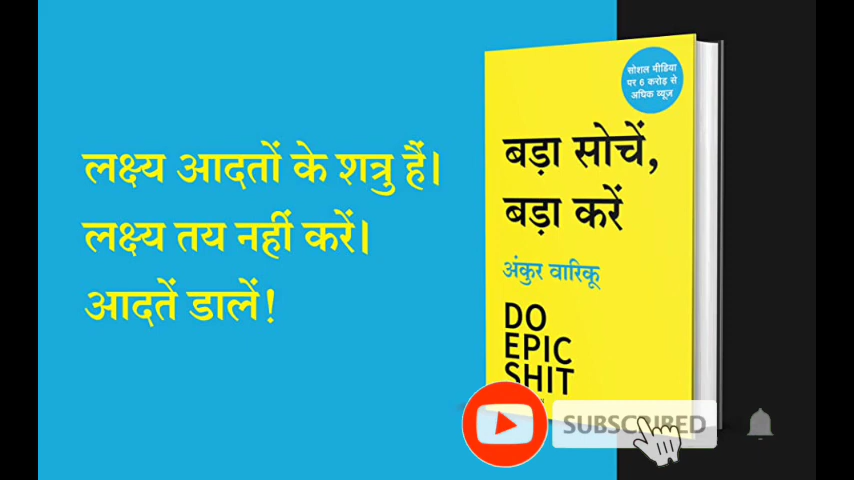 लक्ष्य आदतों के शत्रु हैं।
लक्ष्य तय नहीं करें।
आदतें डालें!
सोशल मीडिया
पर 6 करोड़ से
अधिक व्यूज़
बड़ा सोचें,
बड़ा करें
अंकुर वारिकू
DO
EPIC
SHIT
SUBSCRIBED